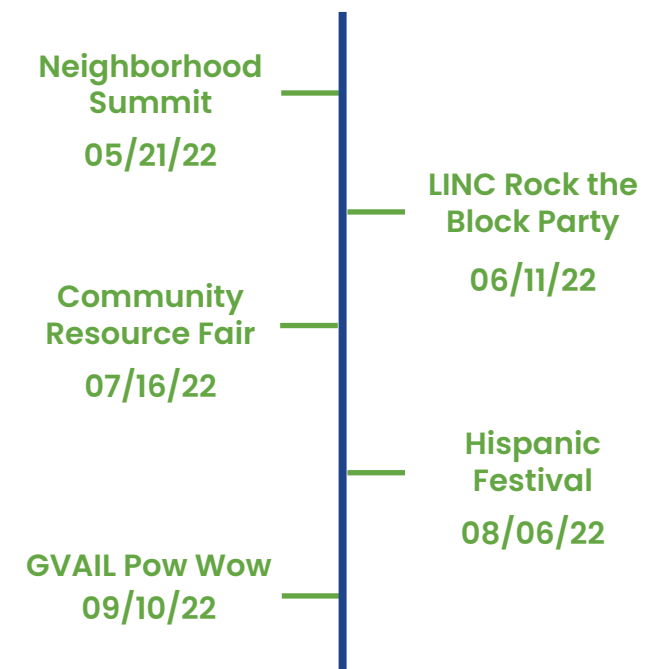 Neighborhood
Summit
05/21/22
LINC Rock the
Block Party
06/11/22
Community
Resource Fair
07/16/22
Hispanic
Festival
08/06/22
GVAIL Pow Wow
09/10/22